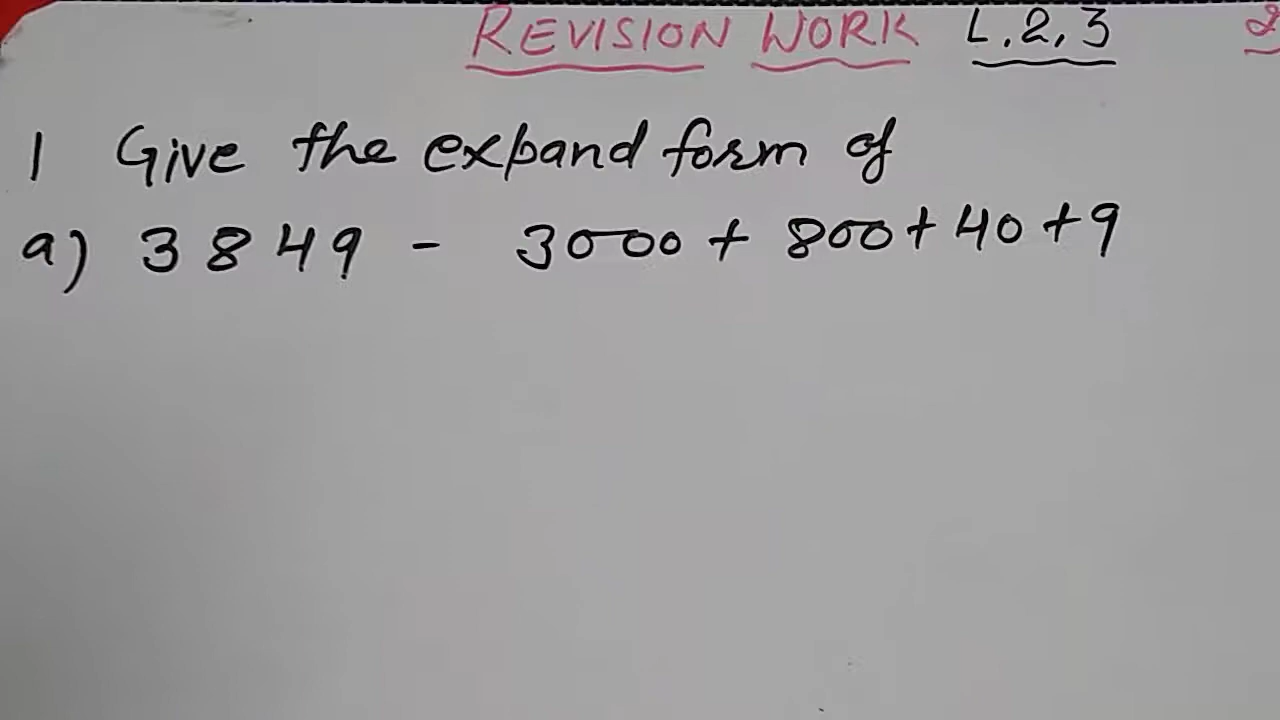 REVISION WORK L.2,3
1 Give the expand form of
a) 3849 - 3000 + 800 + 40 + 9